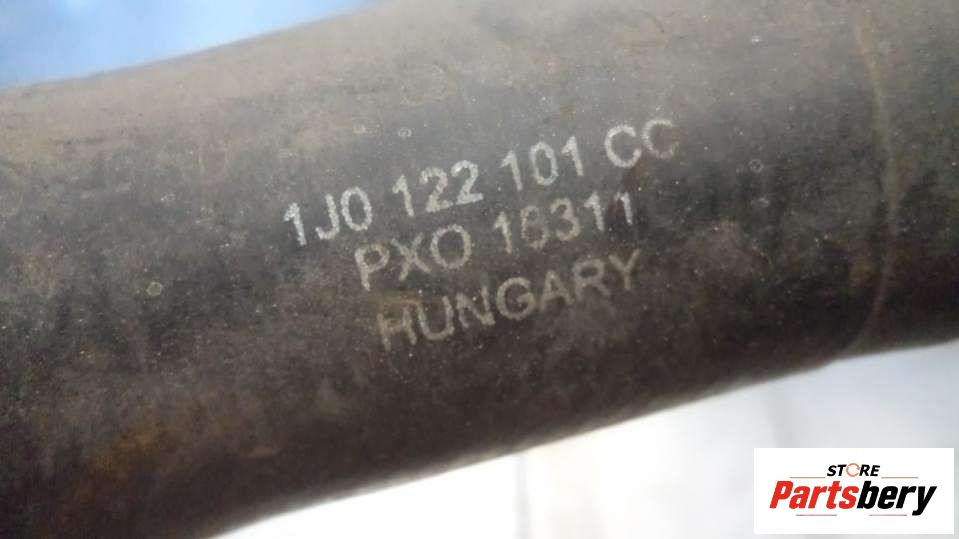 1J0 122 101 CC
PXO 16311
HUNGARY
STORE
Partsbery